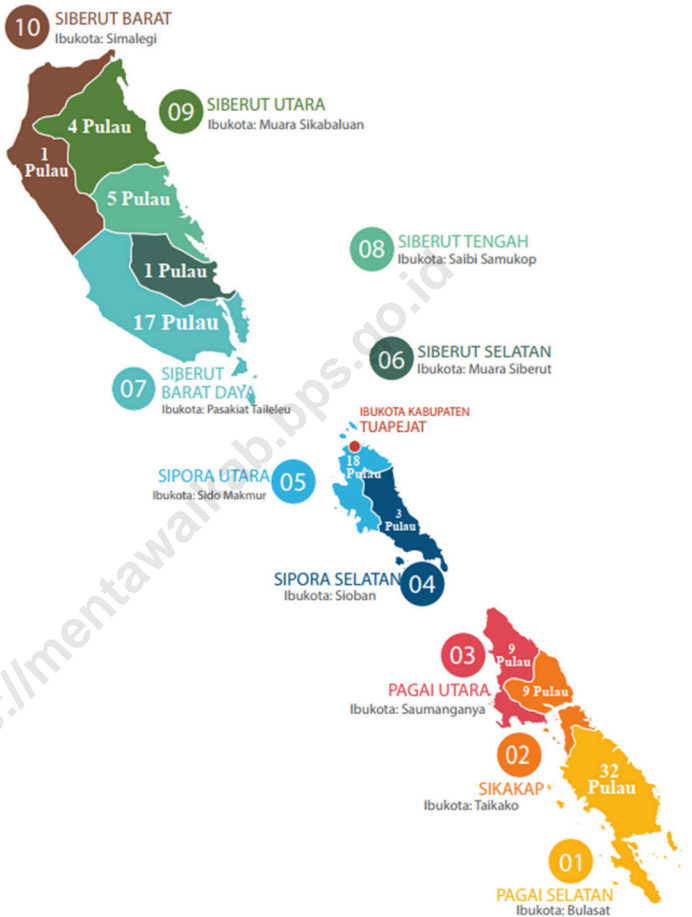 10
SIBERUT BARAT
Ibukota: Simalegi
09
SIBERUT UTARA
Ibukota: Muara Sikabaluan
4 Pulau
1
Pulau
5 Pulau
08
SIBERUT TENGAH
Ibukota: Saibi Samukop
1 Pulau
17 Pulau
06
SIBERUT SELATAN
Ibukota: Muara Siberut
07
SIBERUT
BARAT DAYA
Ibukota: Pasakiat Taileleu
IBUKOTA KABUPATEN
TUAPEJAT
18
Pulau
SIPORA UTARA
05
Ibukota: Sido Makmur
3
Pulau
SIPORA SELATAN
04
Ibukota: Sioban
03
9
Pulau
PAGAI UTARA
9 Pulau
Ibukota: Saumanganya
02
SIKAKAP
Ibukota: Taikako
32
Pulau
01
PAGAI SELATAN
Ibukota: Bulasat
://mentawaikab.bps.go.id